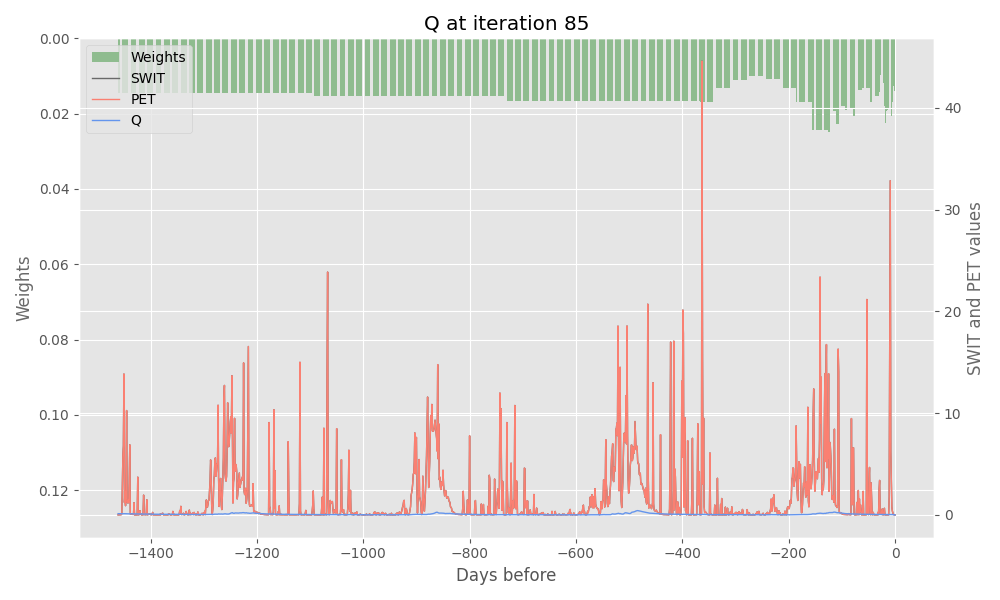 Q at iteration 85
0.00
0.02
0.04
0.06
0.08
0.10
0.12
Weights
Weights
SWIT
PET
Q
40
30
20
10
0
SWIT and PET values
−1400
−1200
−1000
−800
−600
−400
−200
0
Days before